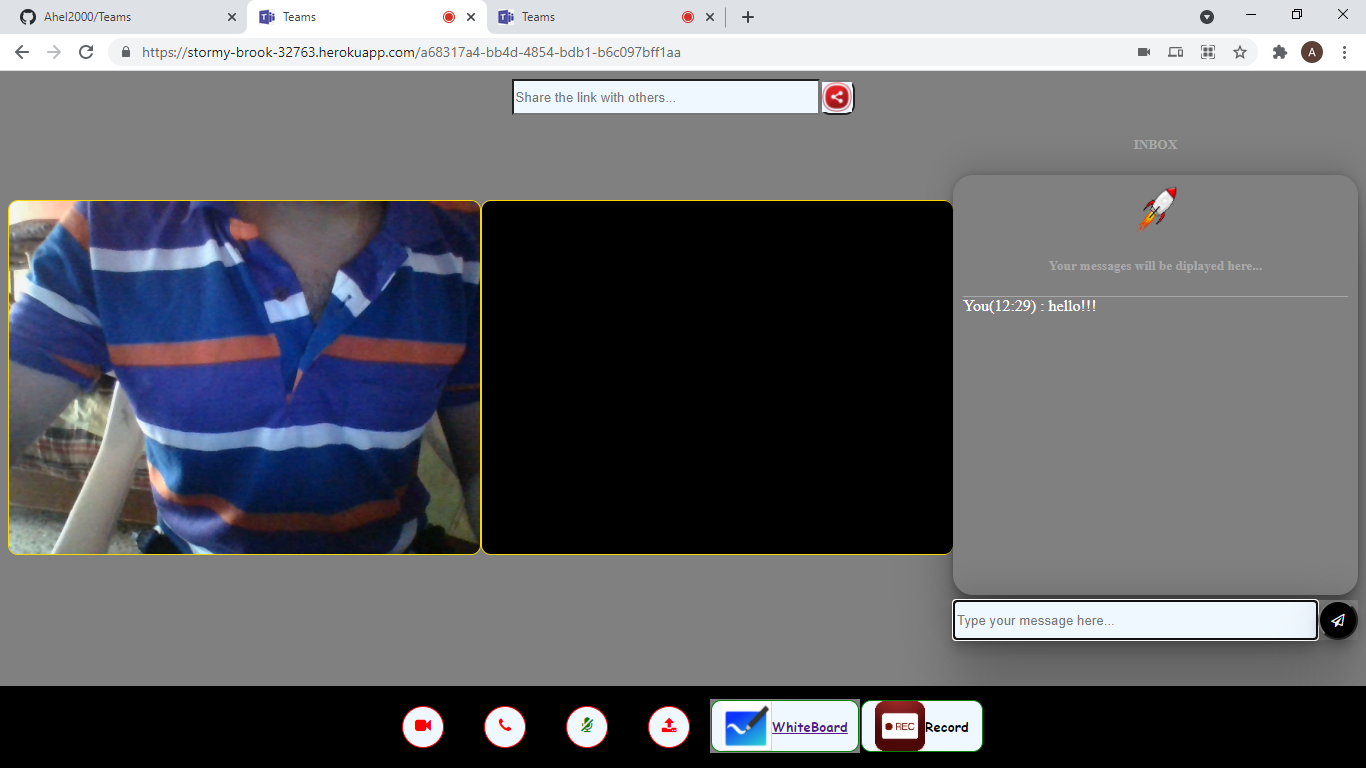 Ahel2000/Teams
Teams
Teams
https://stormy-brook-32763.herokuapp.com/a68317a4-bb4d-4854-bdb1-b6c097bff1aa
A
Share the link with others...
INBOX
Your messages will be diplayed here...
You(12:29) : hello!!!
Type your message here...
WhiteBoard
REC
Record